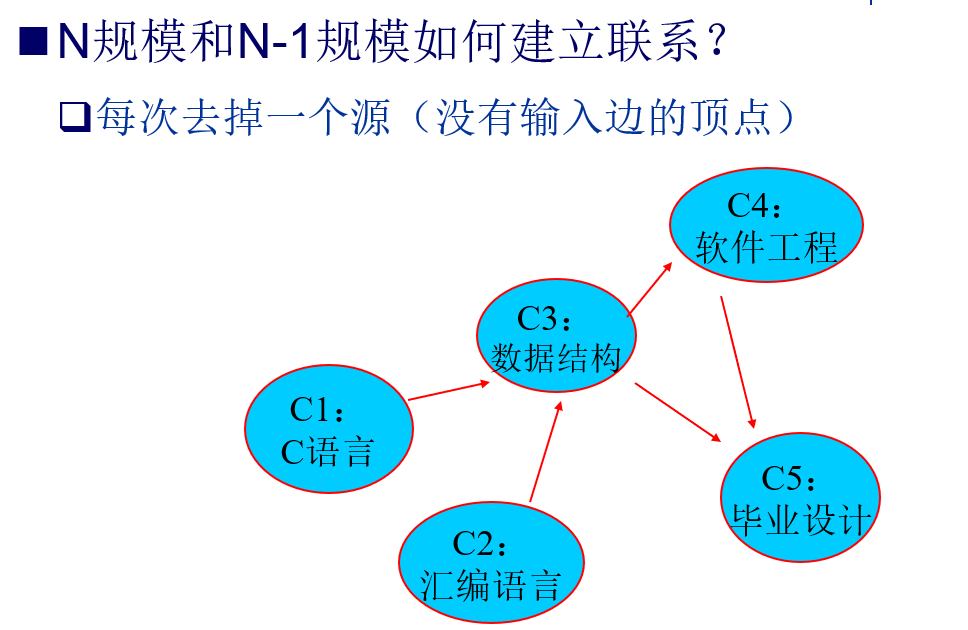 N规模和N-1规模如何建立联系？
每次去掉一个源（没有输入边的顶点）
C4：
软件工程
C3：
数据结构
C1：
C语言
C5：
毕业设计
C2：
汇编语言